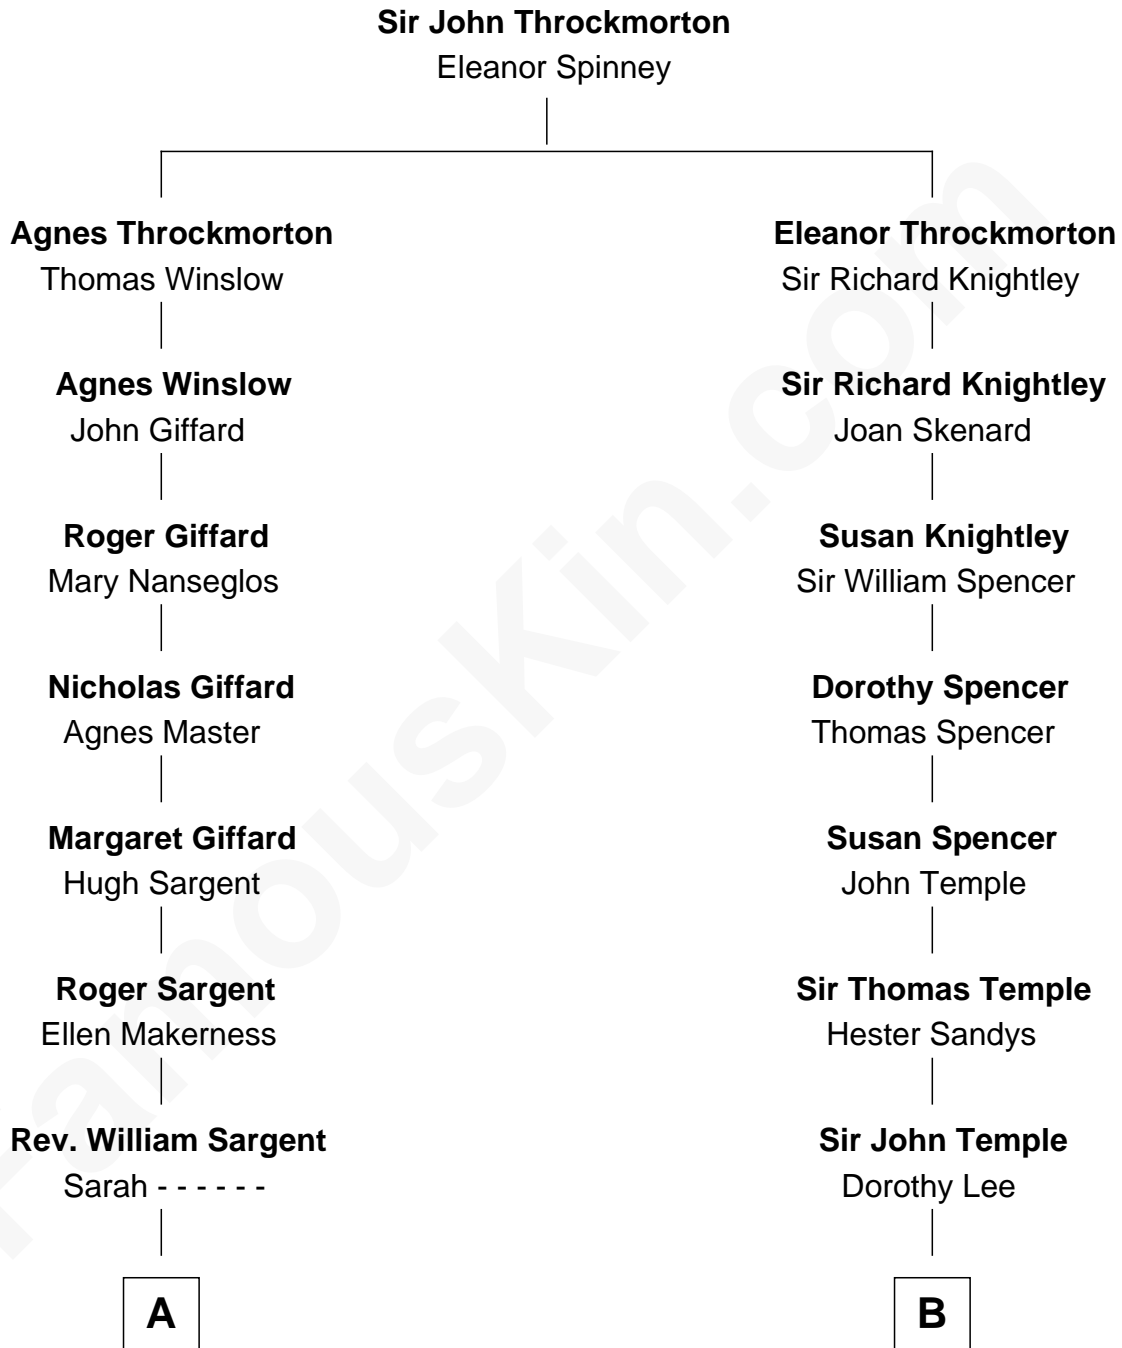 Sir John Throckmorton
Eleanor Spinney
Agnes Throckmorton
Thomas Winslow
Eleanor Throckmorton
Sir Richard Knightley
Agnes Winslow
John Giffard
Sir Richard Knightley
Joan Skenard
Roger Giffard
Mary Nanseglos
Susan Knightley
Sir William Spencer
Nicholas Giffard
Agnes Master
Dorothy Spencer
Thomas Spencer
Margaret Giffard
Hugh Sargent
Susan Spencer
John Temple
Roger Sargent
Ellen Makerness
Sir Thomas Temple
Hester Sandys
Rev. William Sargent
Sarah - - - - - -
Sir John Temple
Dorothy Lee
A
B
FamousKin.com